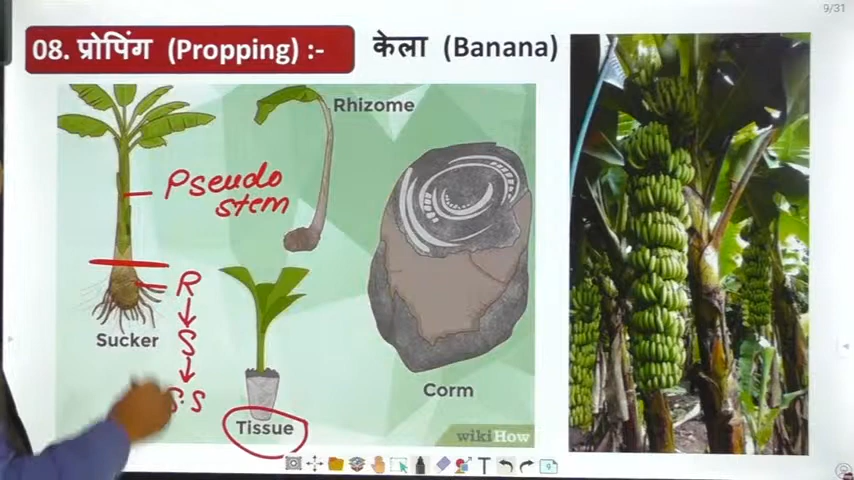 9/31
08. प्रोपिंग (Propping) :-
केला (Banana)
Rhizome
Pseudo
stem
R
S
S.S
Sucker
Tissue
Corm
wikiHow